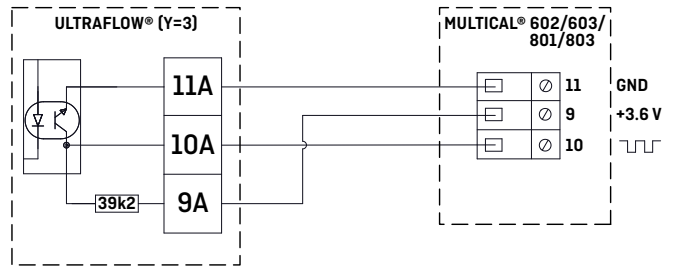 ULTRAFLOW® (Y=3)
MULTICAL® 602/603/
801/803
11A
10A
9A
39k2
11 GND
9 +3.6 V
10